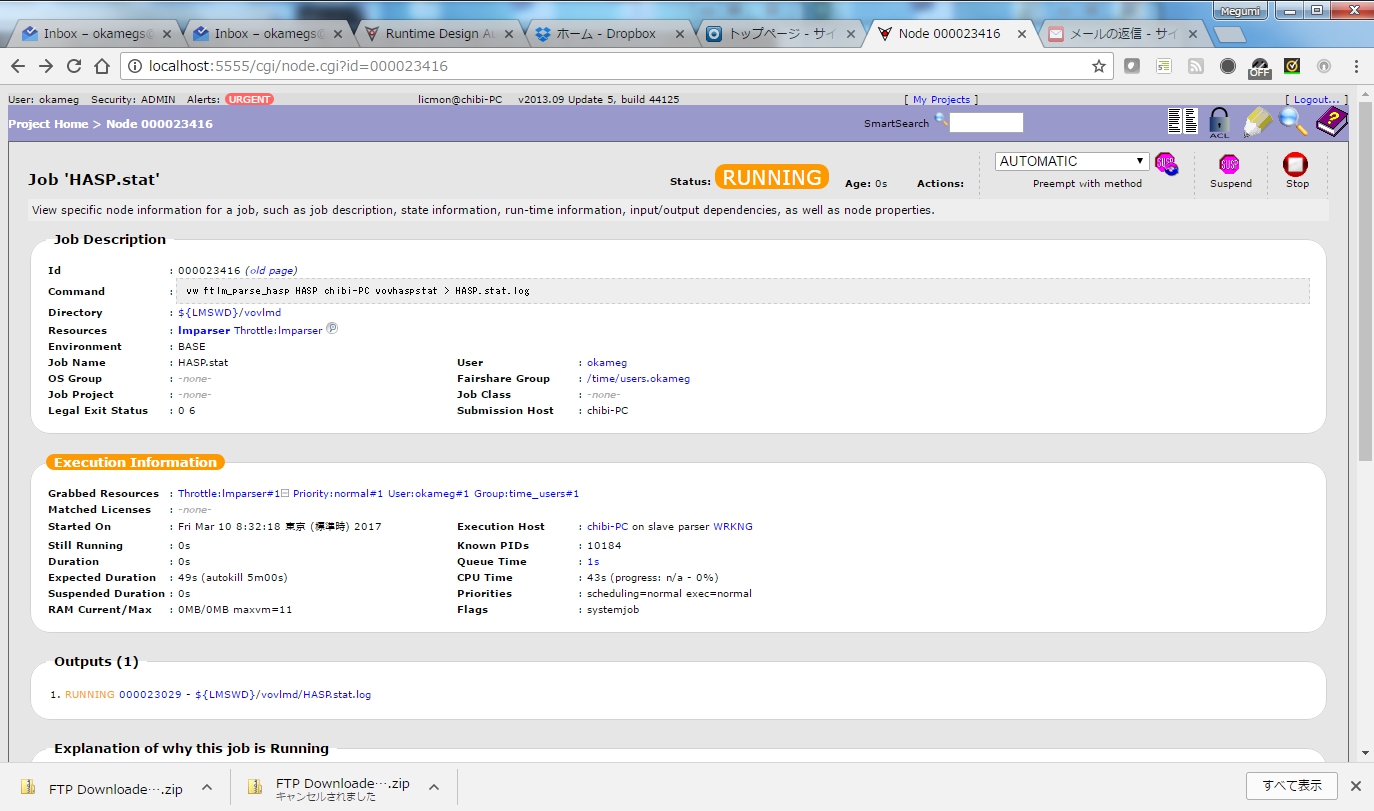 Megumi
Inbox – okamegs@
Inbox – okamegs@
Runtime Design Au
ホーム - Dropbox
トップページ - サイ
Node 000023416
メールの返信 - サイ
localhost:5555/cgi/node.cgi?id=000023416
OFF
User: okameg Security: ADMIN Alerts: URGENT licmon@chibi-PC v2013.09 Update 5, build 44125 [ My Projects ] [ Logout... ]
Project Home > Node 000023416 SmartSearch ACL
Job 'HASP.stat' Status: RUNNING Age: 0s Actions: AUTOMATIC
Preempt with method
SUSP
Suspend
Stop
View specific node information for a job, such as job description, state information, run-time information, input/output dependencies, as well as node properties.
Job Description
Id : 000023416 (old page)
Command : vw ftlm_parse_hasp HASP chibi-PC vovhaspstat > HASP.stat.log
Directory : ${LMSWD}/vovlmd
Resources : lmparser Throttle:lmparser P
Environment : BASE
Job Name : HASP.stat User : okameg
OS Group : -none- Fairshare Group : /time/users.okameg
Job Project : -none- Job Class : -none-
Legal Exit Status : 0 6 Submission Host : chibi-PC
Execution Information
Grabbed Resources : Throttle:lmparser#1 Priority:normal#1 User:okameg#1 Group:time_users#1
Matched Licenses : -none-
Started On : Fri Mar 10 8:32:18 東京 (標準時) 2017 Execution Host : chibi-PC on slave parser WRKNG
Still Running : 0s Known PIDs : 10184
Duration : 0s Queue Time : 1s
Expected Duration : 49s (autokill 5m00s) CPU Time : 43s (progress: n/a - 0%)
Suspended Duration : 0s Priorities : scheduling=normal exec=normal
RAM Current/Max : 0MB/0MB maxvm=11 Flags : systemjob
Outputs (1)
1. RUNNING 000023029 - ${LMSWD}/vovlmd/HASP.stat.log
Explanation of why this job is Running
FTP Downloade⋯.zip
FTP Downloade⋯.zip
キャンセルされました
すべて表示